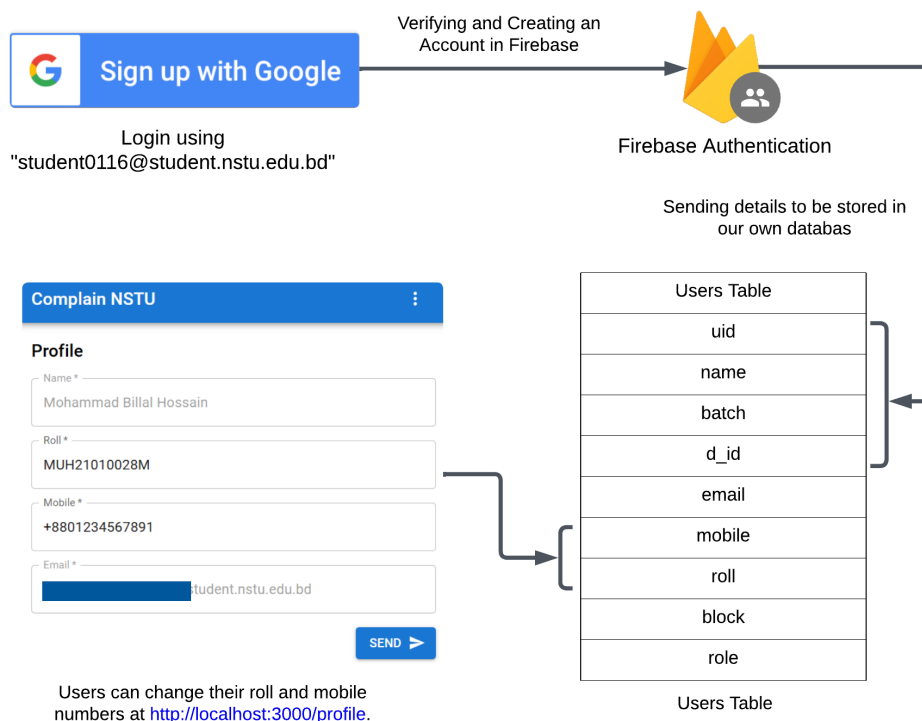 Verifying and Creating an
Account in Firebase
G
Sign up with Google
Login using
"student0116@student.nstu.edu.bd"
Firebase Authentication
Sending details to be stored in
our own databas
Complain NSTU
Profile
Name *
Mohammad Billal Hossain
Roll *
MUH21010028M
Mobile *
+8801234567891
Email *
student.nstu.edu.bd
SEND
Users can change their roll and mobile
numbers at http://localhost:3000/profile.
Users Table
uid
name
batch
d_id
email
mobile
roll
block
role
Users Table